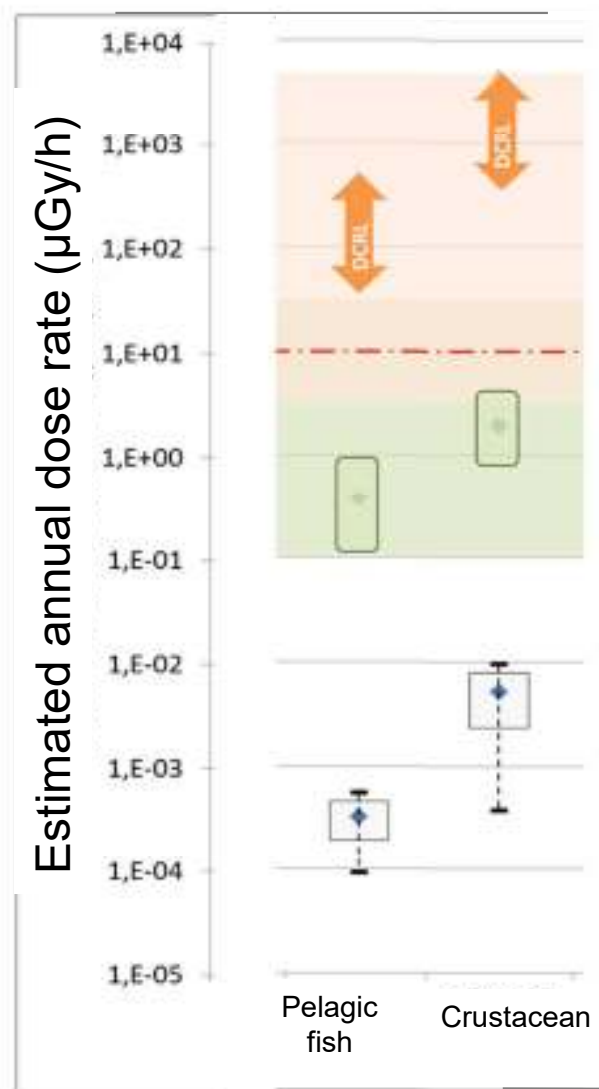 Estimated annual dose rate (µGy/h)
1,E+04
1,E+03
1,E+02
1,E+01
1,E+00
1,E-01
1,E-02
1,E-03
1,E-04
1,E-05
DCRL
DCRL
Pelagic
fish
Crustacean